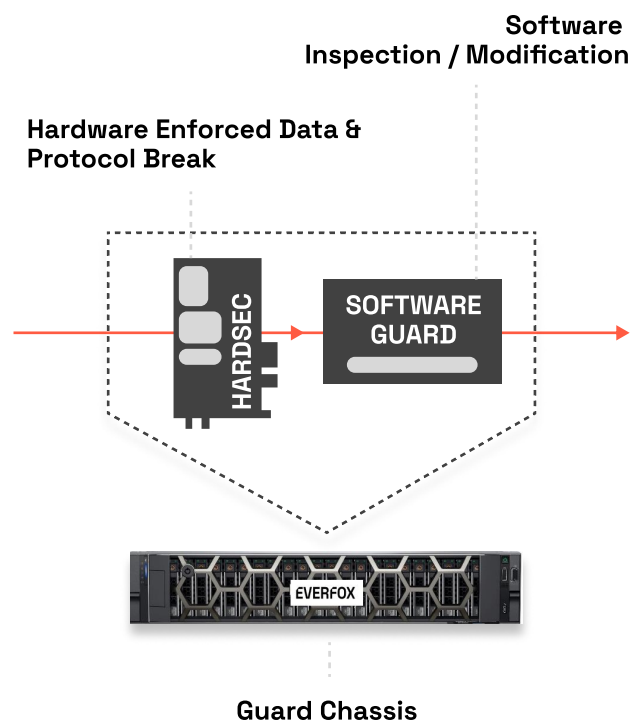 Software
Inspection / Modification
Hardware Enforced Data &
Protocol Break
HARDSEC
SOFTWARE
GUARD
EVERFOX
Guard Chassis